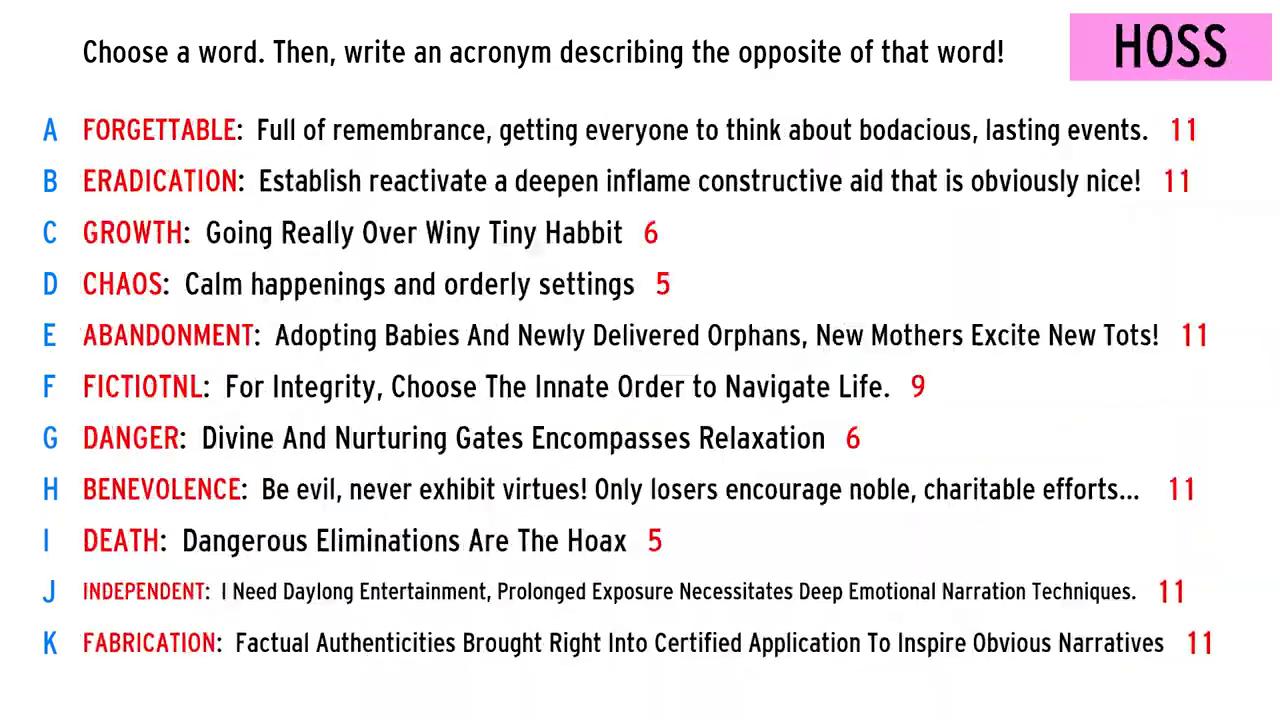 Choose a word. Then, write an acronym describing the opposite of that word! HOSS
A FORGETTABLE: Full of remembrance, getting everyone to think about bodacious, lasting events. 11
B ERADICATION: Establish reactivate a deepen inflame constructive aid that is obviously nice! 11
C GROWTH: Going Really Over Winy Tiny Habbit 6
D CHAOS: Calm happenings and orderly settings 5
E ABANDONMENT: Adopting Babies And Newly Delivered Orphans, New Mothers Excite New Tots! 11
F FICTIOTNL: For Integrity, Choose The Innate Order to Navigate Life. 9
G DANGER: Divine And Nurturing Gates Encompasses Relaxation 6
H BENEVOLENCE: Be evil, never exhibit virtues! Only losers encourage noble, charitable efforts... 11
I DEATH: Dangerous Eliminations Are The Hoax 5
J INDEPENDENT: I Need Daylong Entertainment, Prolonged Exposure Necessitates Deep Emotional Narration Techniques. 11
K FABRICATION: Factual Authenticities Brought Right Into Certified Application To Inspire Obvious Narratives 11